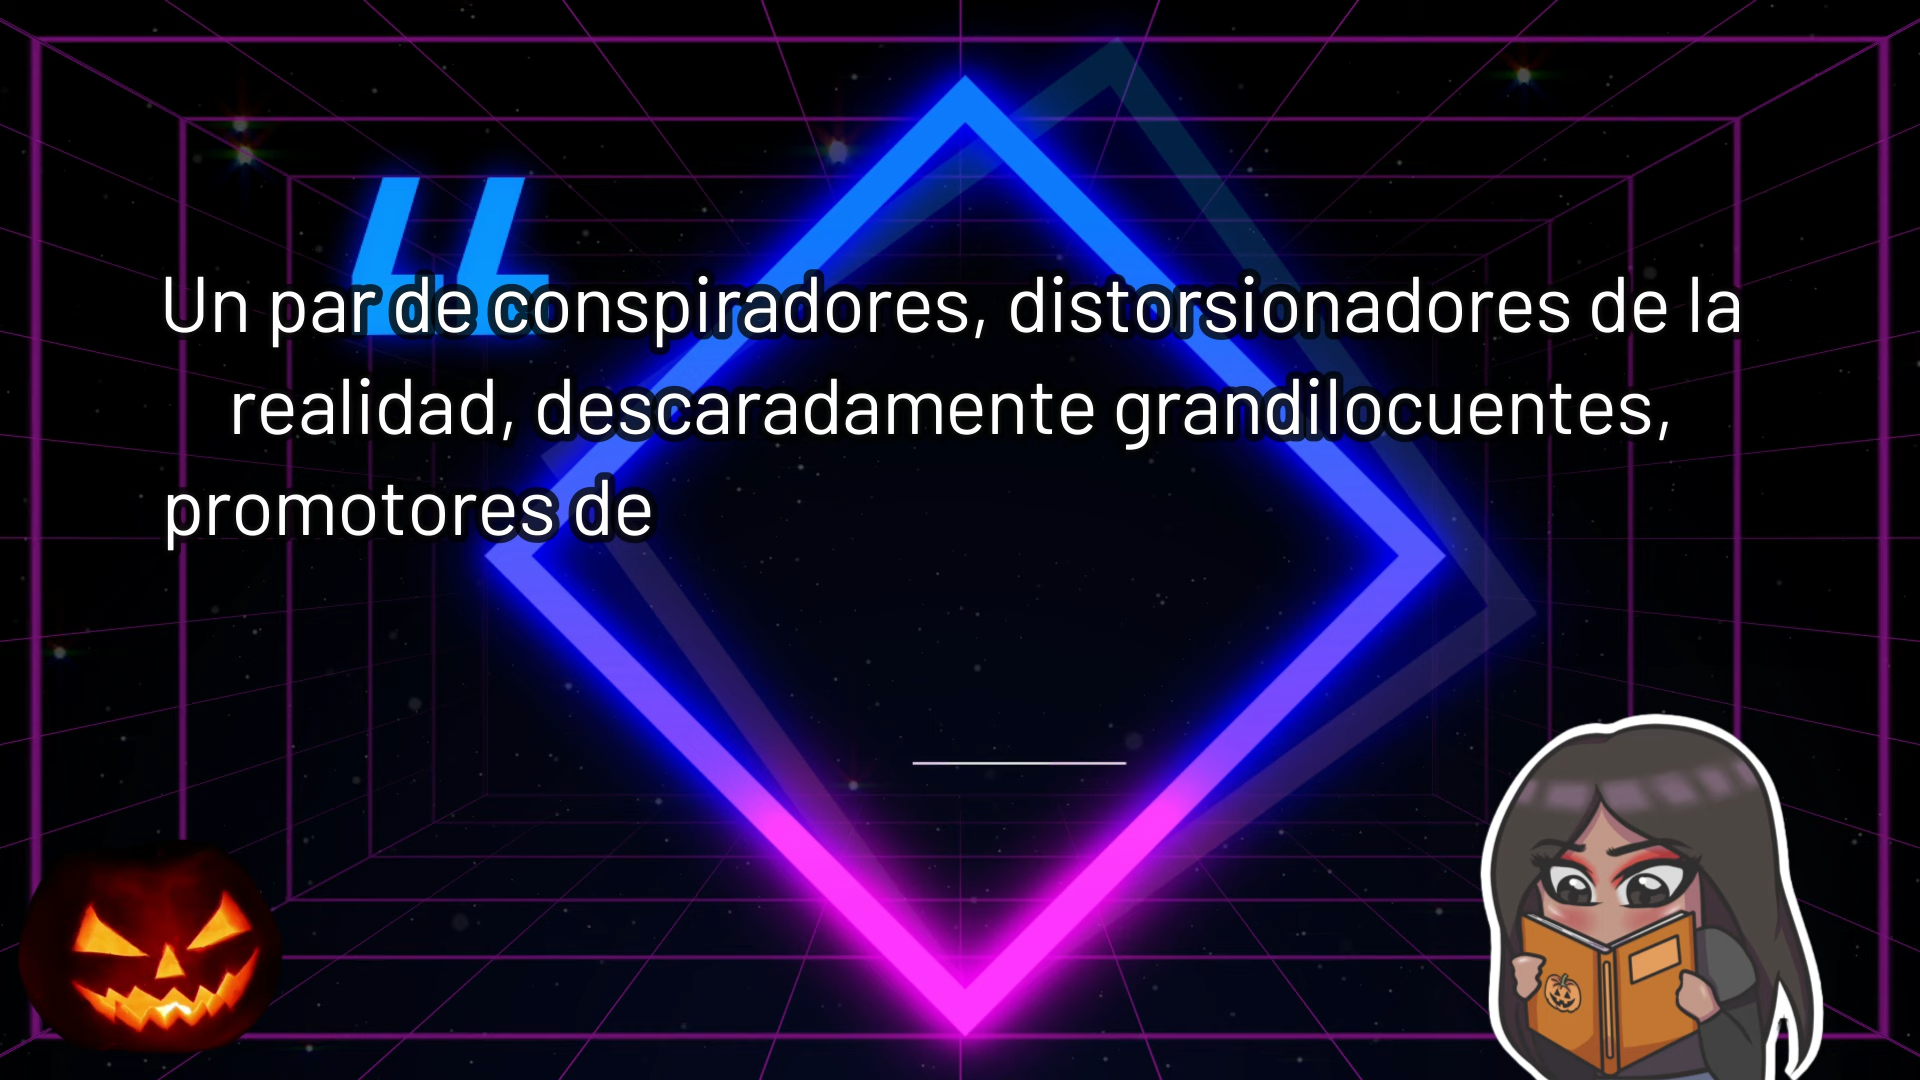 “
Un par de conspiradores, distorsionadores de la
realidad, descaradamente grandilocuentes,
promotores de